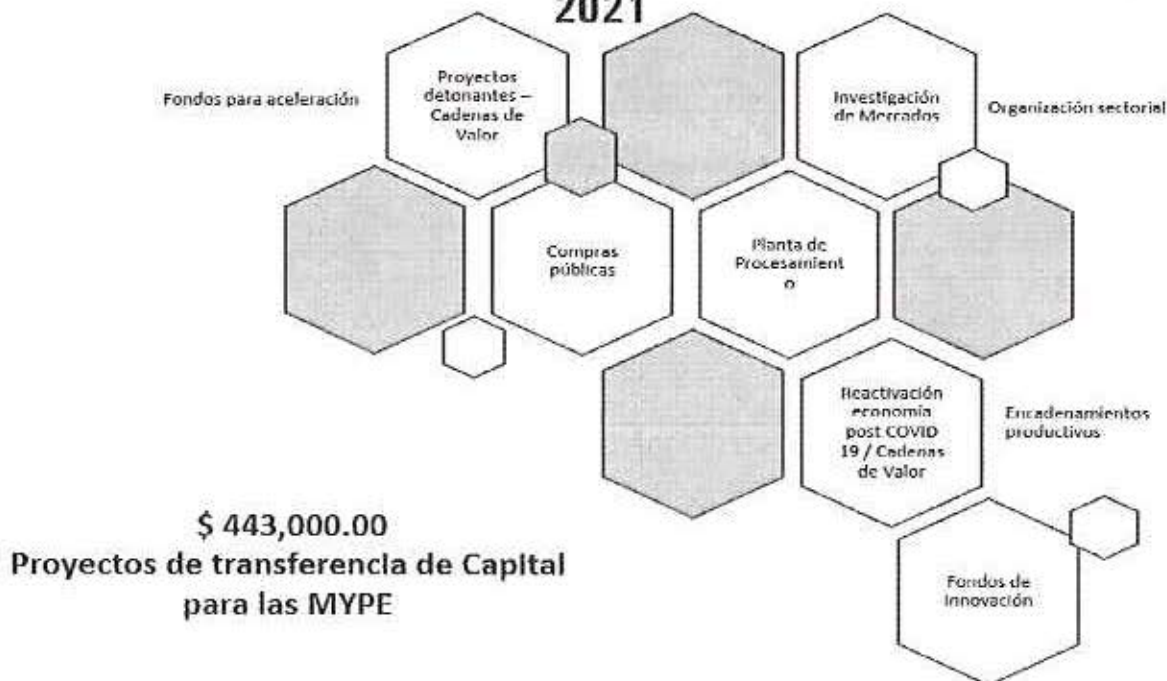 2021
Fondos para aceleración
Proyectos
detonantes –
Cadenas de
Valor
Investigación
de Mercados
Organización sectorial
Compras
públicas
Planta de
Procesamient
o
Reactivación
economía
post COVID
19 / Cadenas
de Valor
Encadenamientos
productivos
$ 443,000.00
Proyectos de transferencia de Capital
para las MYPE
Fondos de
Innovación